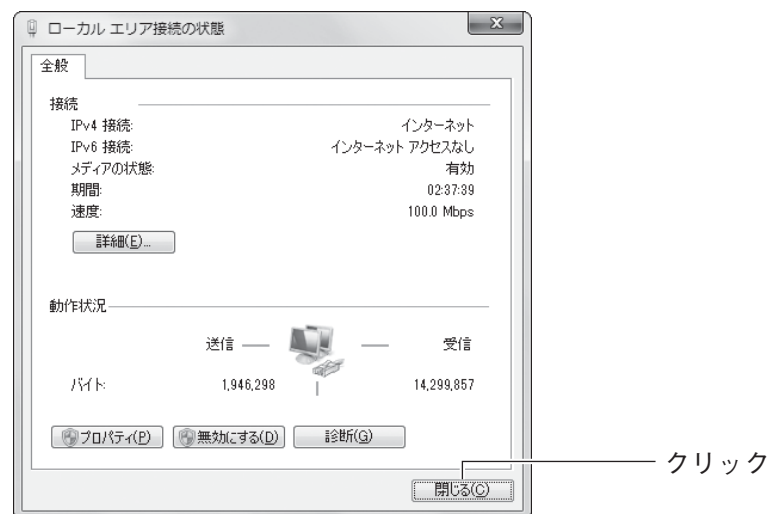 ローカル エリア接続の状態
全般
接続
IPv4 接続: インターネット
IPv6 接続: インターネット アクセスなし
メディアの状態: 有効
期間: 02:37:39
速度: 100.0 Mbps
詳細(E)...
動作状況
送信 受信
バイト: 1,946,298 14,299,857
プロパティ(P) 無効にする(D) 診断(G)
閉じる(C)
クリック